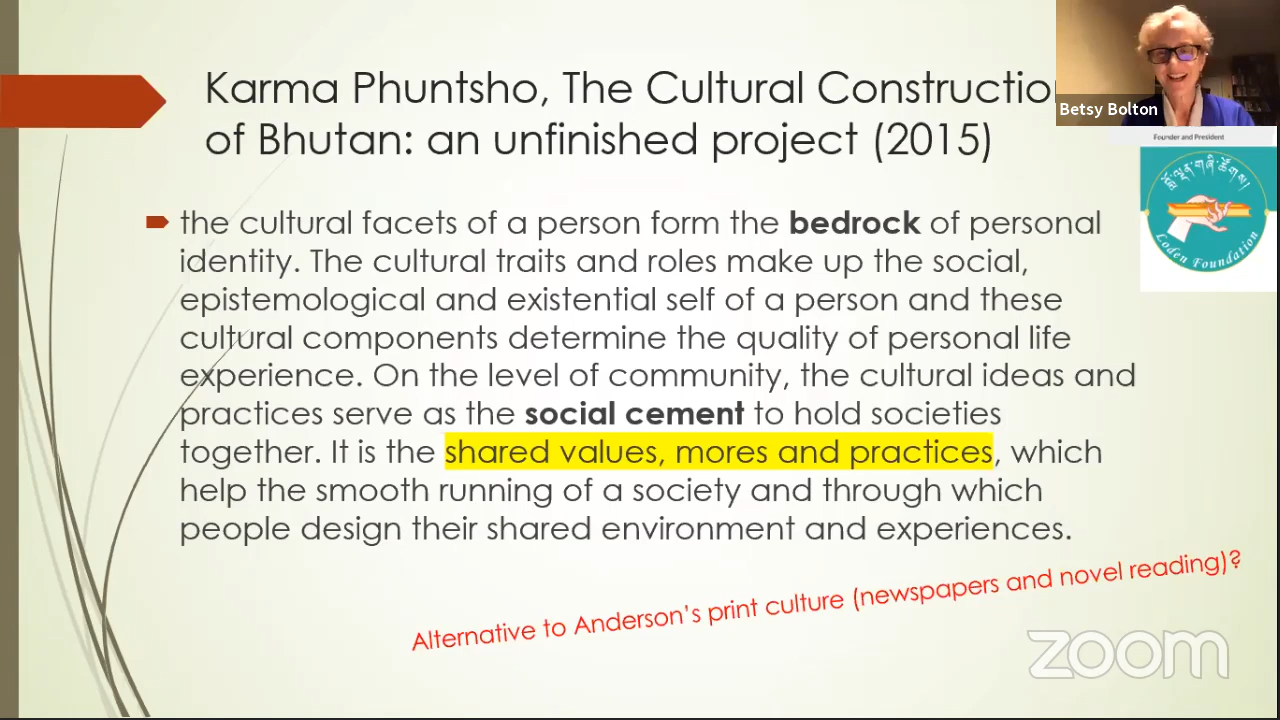 Karma Phuntsho, The Cultural Constructio
of Bhutan: an unfinished project (2015)
Betsy Bolton
Founder and President
བློ་ལྡན་གཞི་ཚོགས།
Loden Foundation
the cultural facets of a person form the bedrock of personal
identity. The cultural traits and roles make up the social,
epistemological and existential self of a person and these
cultural components determine the quality of personal life
experience. On the level of community, the cultural ideas and
practices serve as the social cement to hold societies
together. It is the shared values, mores and practices, which
help the smooth running of a society and through which
people design their shared environment and experiences.
Alternative to Anderson's print culture (newspapers and novel reading)?
zoom